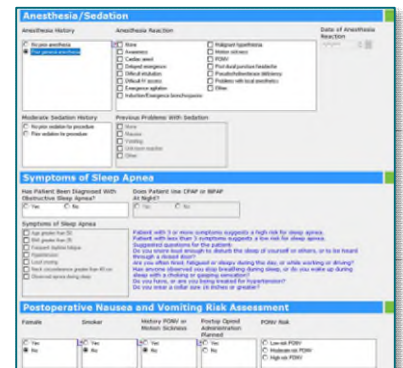 Anesthesia/Sedation
Anesthesia History
Anesthesia Reaction
Date of Anesthesia
Reaction
No prior anesthesia
Prior general anesthesia
None
Awareness
Cardiac arrest
Delayed emergence
Difficult intubation
Difficult IV access
Emergence agitation
Induction/Emergence bronchospasm
Malignant hyperthermia
Motion sickness
PONV
Post dural puncture headache
Pseudocholinesterase deficiency
Problems with local anesthetics
Other
Moderate Sedation History
Previous Problems With Sedation
No prior sedation for procedure
Prior sedation for procedure
None
Nausea
Vomiting
Unknown reaction
Other
Symptoms of Sleep Apnea
Has Patient Been Diagnosed With
Obstructive Sleep Apnea?
Does Patient Use CPAP or BIPAP
At Night?
Yes No
Yes No
Symptoms of Sleep Apnea
Age greater than 50
BMI greater than 35
Frequent daytime fatigue
Hypertension
Loud snoring
Neck circumference greater than 40 cm
Observed apnea during sleep
Patient with 3 or more symptoms suggests a high risk for sleep apnea.
Patient with less than 3 symptoms suggests a low risk for sleep apnea.
Suggested questions for the patient:
Do you snore loud enough to disturb the sleep of yourself or others, or to be heard
through a closed door?
Are you often tired, fatigued or sleepy during the day, or while working or driving?
Has anyone observed you stop breathing during sleep, or do you wake up during
sleep with a choking or gasping sensation?
Do you have, or are you being treated for hypertension?
Do you wear a collar size 16 inches or greater?
Postoperative Nausea and Vomiting Risk Assessment
Female
Smoker
History PONV or
Motion Sickness
Postop Opioid
Administration
Planned
PONV Risk
Yes
No
Yes
No
Yes
No
Yes
No
Low risk PONV
Moderate risk PONV
High risk PONV